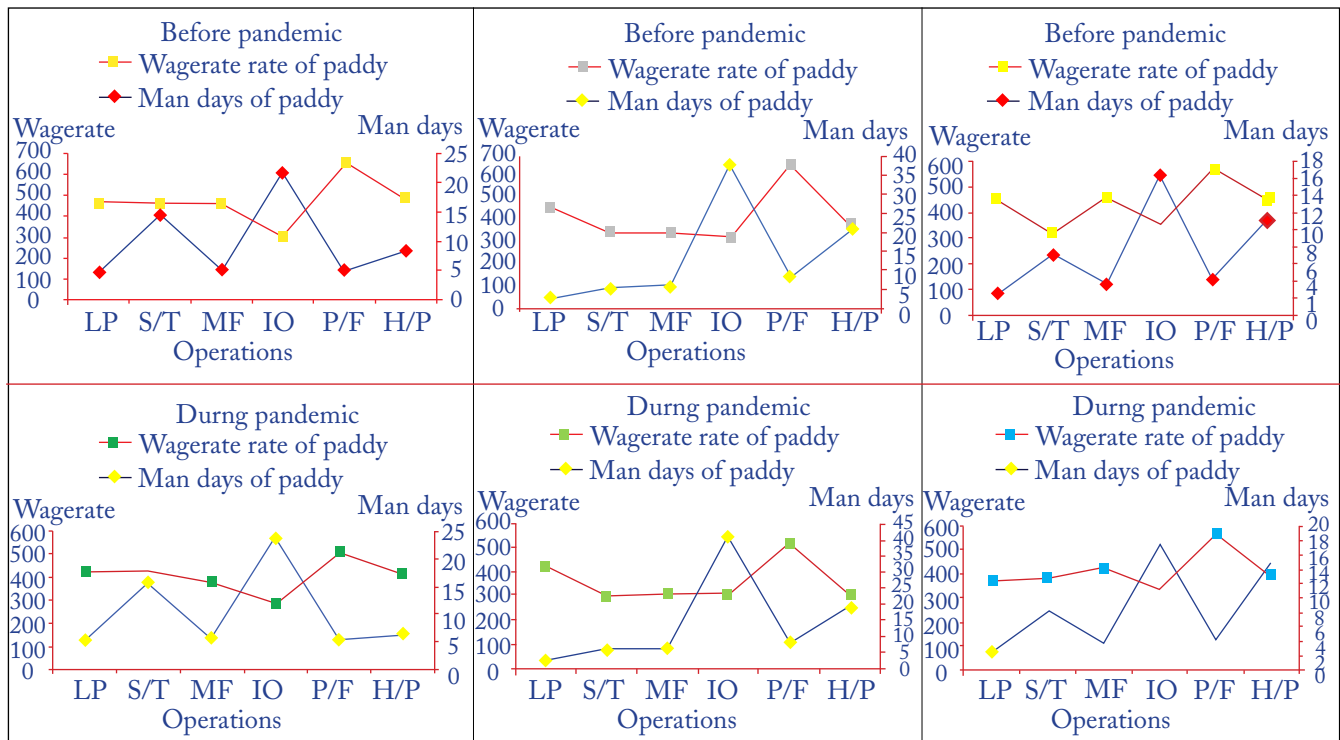 Before pandemic
Wagerate rate of paddy
Man days of paddy
Wagerate
Man days
700
600
500
400
300
200
100
0
25
20
15
10
5
0
LP S/T MF IO P/F H/P
Operations
Before pandemic
Wagerate rate of paddy
Man days of paddy
Wagerate
Man days
700
600
500
400
300
200
100
0
40
35
30
25
20
15
10
5
0
LP S/T MF IO P/F H/P
Operations
Before pandemic
Wagerate rate of paddy
Man days of paddy
Wagerate
Man days
600
500
400
300
200
100
0
18
16
14
12
10
8
6
4
1
0
LP S/T MF IO P/F H/P
Operations
Durng pandemic
Wagerate rate of paddy
Man days of paddy
Wagerate
Man days
600
500
400
300
200
100
0
25
20
15
10
5
0
LP S/T MF IO P/F H/P
Operations
Durng pandemic
Wagerate rate of paddy
Man days of paddy
Wagerate
Man days
600
500
400
300
200
100
0
45
40
35
30
25
20
15
10
5
0
LP S/T MF IO P/F H/P
Operations
Durng pandemic
Wagerate rate of paddy
Man days of paddy
Wagerate
Man days
600
500
400
300
200
100
0
20
18
16
14
12
10
8
6
4
2
0
LP S/T MF IO P/F H/P
Operations